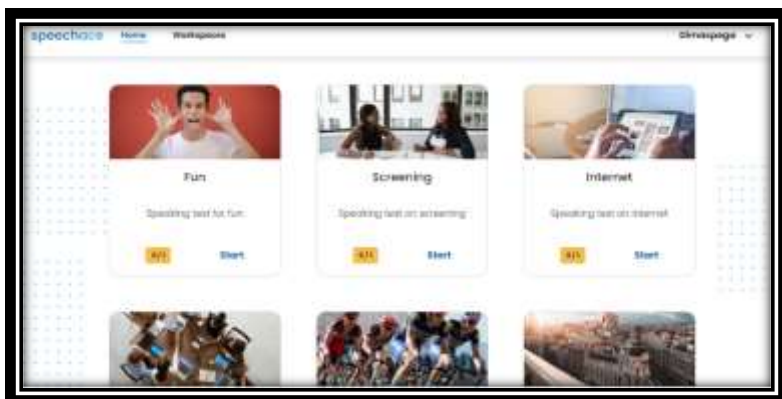 speechace Home Workspaces Dimaspage
Fun Screening Internet
Speaking test for fun Speaking test on screening Speaking test on internet
Start Start Start